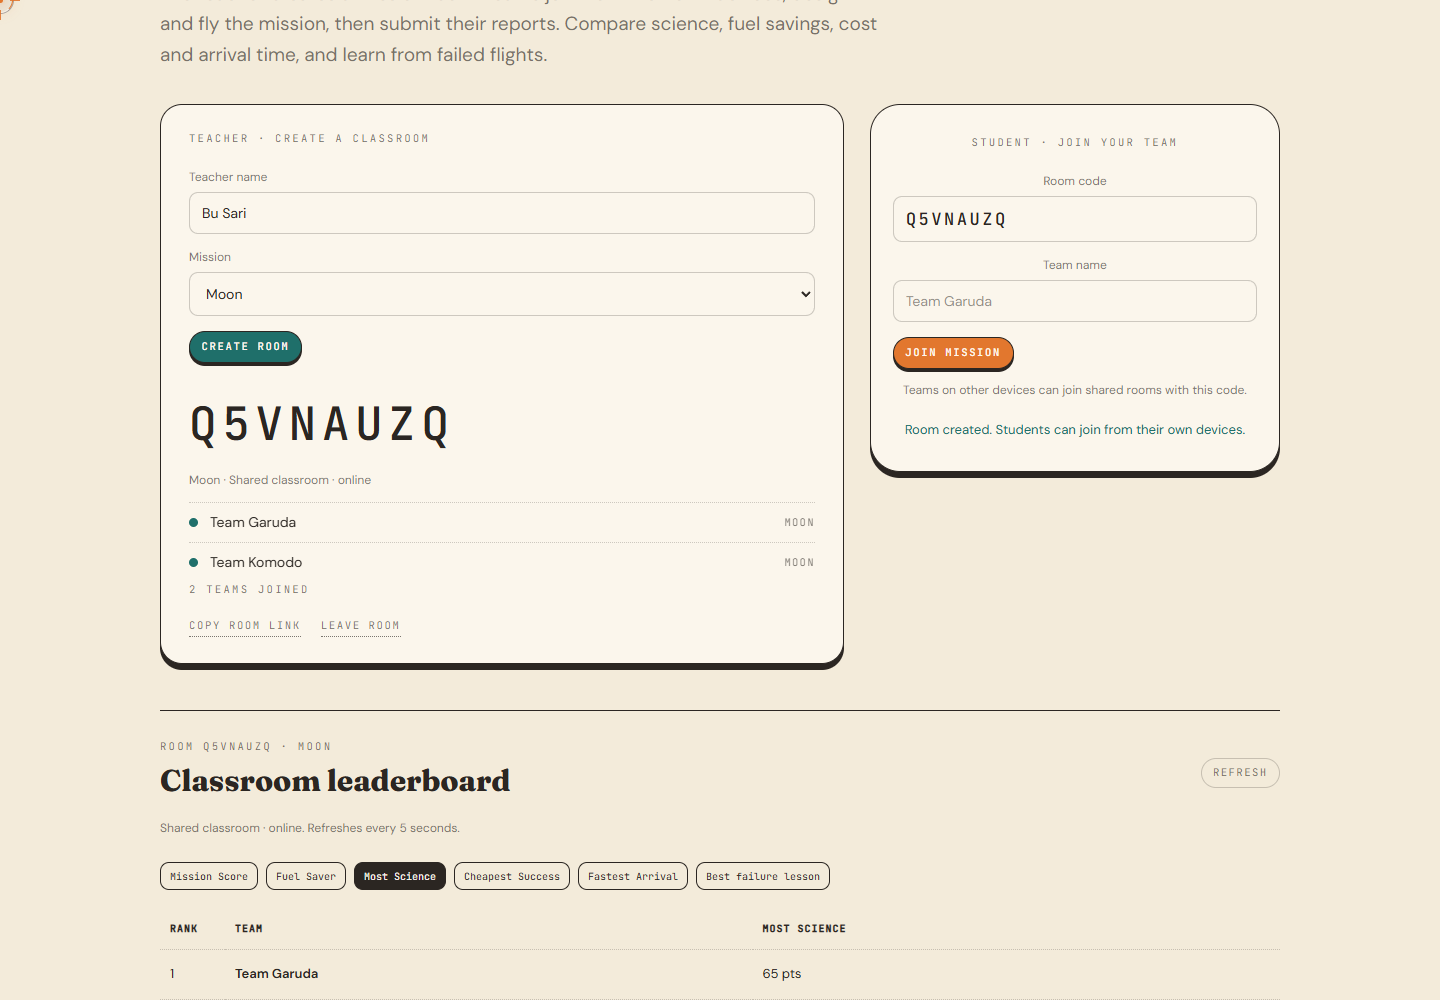 and fly the mission, then submit their reports. Compare science, fuel savings, cost
and arrival time, and learn from failed flights.
TEACHER · CREATE A CLASSROOM
Teacher name
Bu Sari
Mission
Moon
CREATE ROOM
Q5VNAUZQ
Moon · Shared classroom · online
Team Garuda MOON
Team Komodo MOON
2 TEAMS JOINED
COPY ROOM LINK LEAVE ROOM
STUDENT · JOIN YOUR TEAM
Room code
Q5VNAUZQ
Team name
Team Garuda
JOIN MISSION
Teams on other devices can join shared rooms with this code.
Room created. Students can join from their own devices.
ROOM Q5VNAUZQ · MOON
Classroom leaderboard
REFRESH
Shared classroom · online. Refreshes every 5 seconds.
Mission Score Fuel Saver Most Science Cheapest Success Fastest Arrival Best failure lesson
RANK TEAM MOST SCIENCE
1 Team Garuda 65 pts